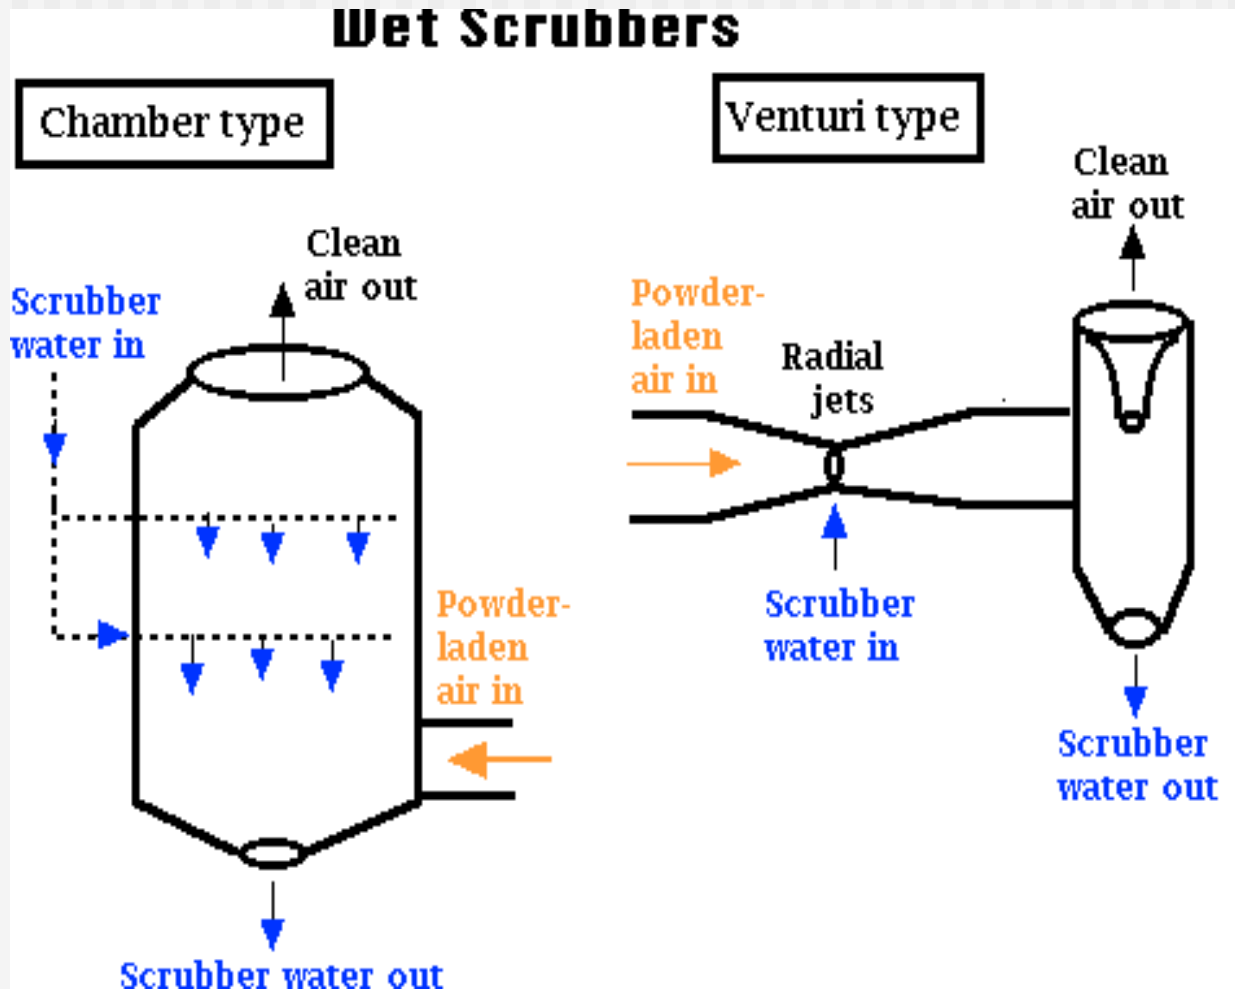 Wet Scrubbers
Chamber type
Venturi type
Clean
air out
Scrubber
water in
Powder-
laden
air in
Scrubber water out
Clean
air out
Powder-
laden
air in
Radial
jets
Scrubber
water in
Scrubber
water out